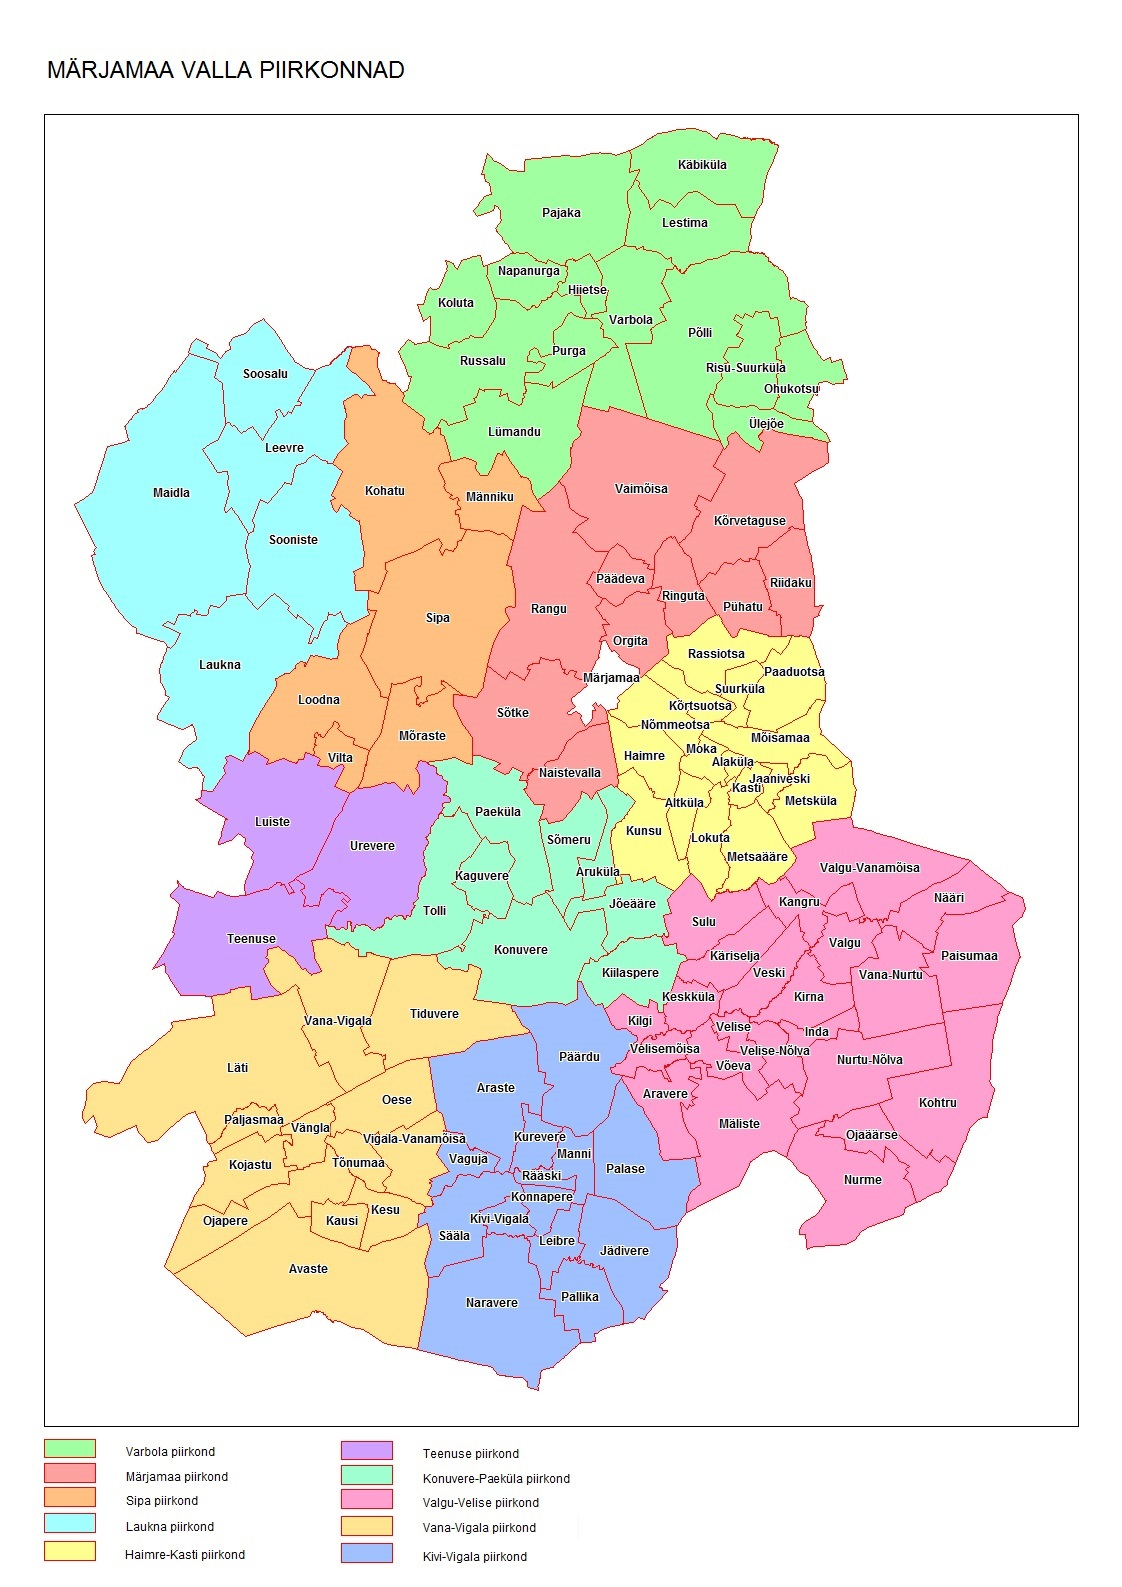 MÄRJAMAA VALLA PIIRKONNAD
Käbiküla
Pajaka
Lestima
Napanurga
Hiietse
Koluta
Varbola
Põlli
Purga
Russalu
Risu-Suurküla
Ohukotsu
Soosalu
Ülejõe
Lümandu
Leevre
Maidla
Kohatu
Männiku
Vaimõisa
Kõrvetaguse
Sooniste
Päädeva
Riidaku
Ringuta
Rangu
Pühatu
Sipa
Orgita
Rassiotsa
Laukna
Paaduotsa
Märjamaa
Suurküla
Loodna
Kõrtsuotsa
Sõtke
Nõmmeotsa
Mõraste
Mõisamaa
Moka
Haimre
Vilta
Alaküla
Naistevalla
Jaaniveski
Kasti
Metsküla
Altküla
Paeküla
Luiste
Kunsu
Lokuta
Sõmeru
Urevere
Metsaääre
Valgu-Vanamõisa
Aruküla
Kaguvere
Nääri
Kangru
Jõeääre
Tolli
Sulu
Teenuse
Valgu
Konuvere
Käriselja
Paisumaa
Veski
Kiilaspere
Vana-Nurtu
Keskküla
Kirna
Tiduvere
Vana-Vigala
Kilgi
Velise
Inda
Velisemõisa
Velise-Nõlva
Päärdu
Nurtu-Nõlva
Läti
Võeva
Araste
Aravere
Oese
Kohtru
Paljasmaa
Mäliste
Vängla
Ojaäärse
Kurevere
Vigala-Vanamõisa
Manni
Vaguja
Tõnumaa
Kojastu
Palase
Rääski
Nurme
Konnapere
Kesu
Kivi-Vigala
Ojapere
Kausi
Sääla
Leibre
Jädivere
Avaste
Pallika
Naravere
Varbola piirkond
Märjamaa piirkond
Sipa piirkond
Laukna piirkond
Haimre-Kasti piirkond
Teenuse piirkond
Konuvere-Paeküla piirkond
Valgu-Velise piirkond
Vana-Vigala piirkond
Kivi-Vigala piirkond